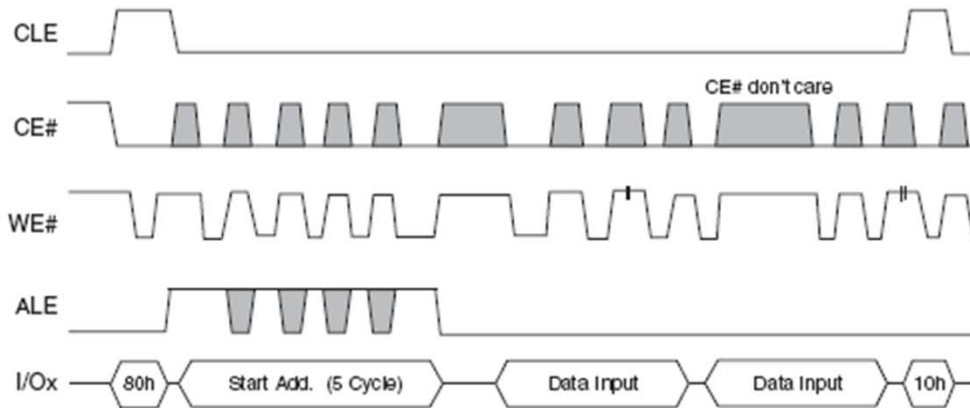 CLE
CE# don't care
CE#
WE#
ALE
I/Ox 80h Start Add. (5 Cycle) Data Input Data Input 10h